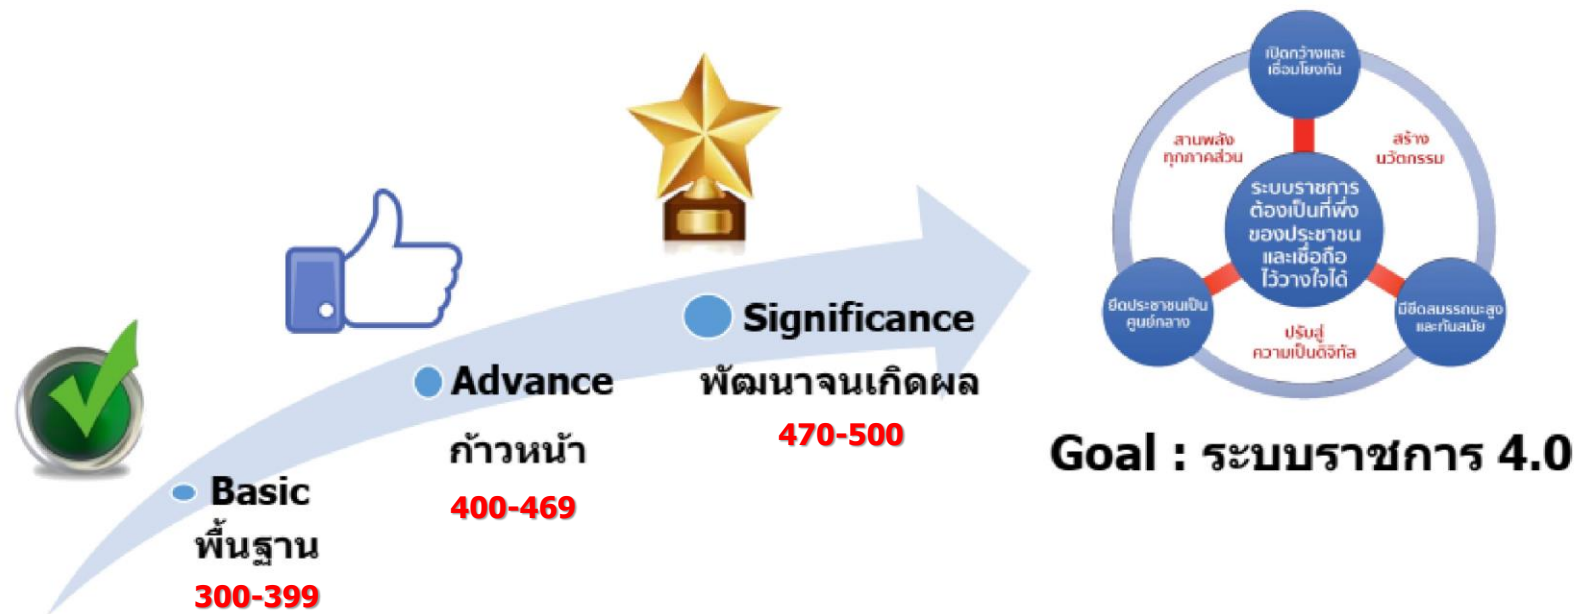 เปิดกว้างและ
เชื่อมโยงกัน
สานพลัง
ทุกภาคส่วน
สร้าง
นวัตกรรม
ระบบราชการ
ต้องเป็นที่พึ่ง
ของประชาชน
และเชื่อถือ
ไว้วางใจได้
ยึดประชาชนเป็น
ศูนย์กลาง
มีขีดสมรรถนะสูง
และทันสมัย
ปรับสู่
ความเป็นดิจิทัล
Goal : ระบบราชการ 4.0
Significance
พัฒนาจนเกิดผล
470-500
Advance
ก้าวหน้า
400-469
Basic
พื้นฐาน
300-399